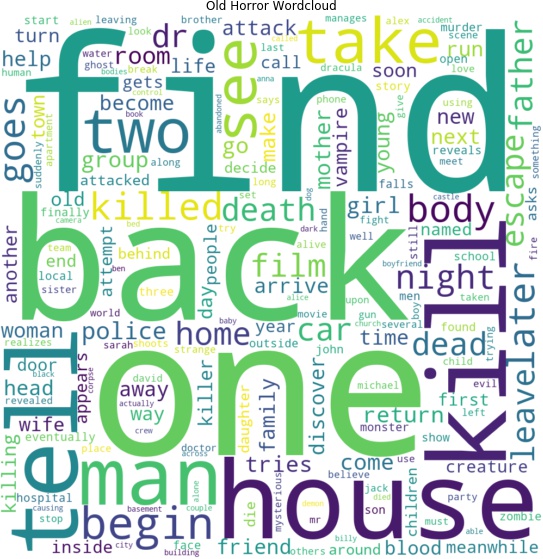 Old Horror Wordcloud
start
turn
help
dr
room
attack
life
call
take
see
run
murder
scene
open
love
alex
manages
brother
leaving
alien
accident
called
last
anna
dracula
story
says
phone
water
ghost
human
break
look
bodies
control
book
along
gets
become
soon
find
two
goes
town
suddenly
apartment
group
attacked
go
decide
make
long
set
mother
vampire
young
give
using
new
next
reveals
meet
father
escape
asks
something
fire
falls
abandoned
old
finally
camera
killed
death
girl
body
castle
named
back
another
team
end
local
sister
attempt
behind
three
bed
ben
world
day
people
try
film
arrive
alive
hand
dog
dark
fight
well
still
night
school
boyfriend
men
boy
taken
upon
gun
alice
movie
church
several
found
trying
child
evil
left
kill
later
leave
woman
police
home
year
car
time
dead
outside
baby
john
sarah
shoots
strange
realizes
door
black
head
revealed
appears
corpse
wife
david
actually
away
way
crew
killer
daughter
family
discover
michael
monster
return
first
show
creature
one
tell
killing
eventually
place
doctor
across
man
hospital
causing
stop
basement
couple
alone
die
tries
mysterious
believe
demon
mr
come
use
jack
died
son
children
party
must
able
zombie
house
begin
inside
city
building
face
friend
others
billy
around
blood
meanwhile